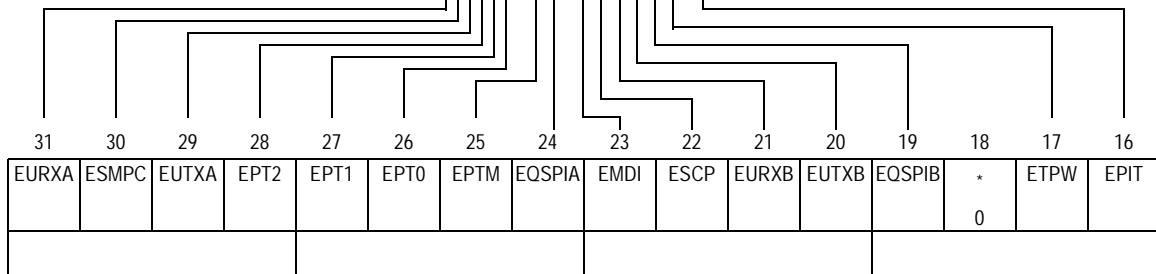 31 30 29 28 27 26 25 24 23 22 21 20 19 18 17 16
EURXA ESMPC EUTXA EPT2 EPT1 EPT0 EPTM EQSPIA EMDI ESCP EURXB EUTXB EQSPIB * ETPW EPIT
0